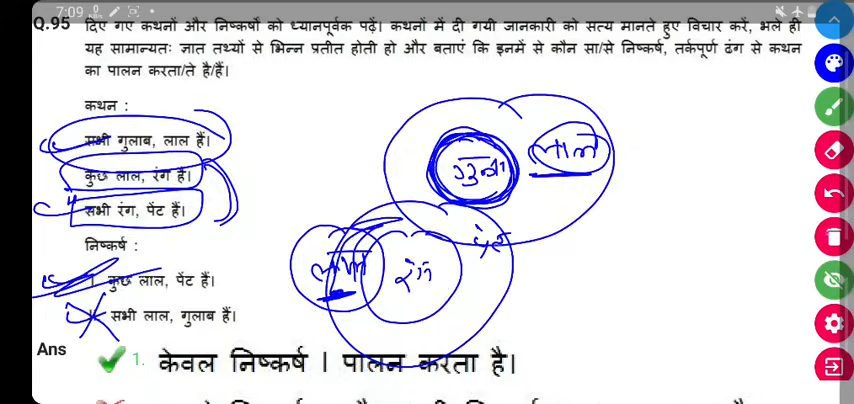 7:09
Q.95 दिए गए कथनों और निष्कर्षों को ध्यानपूर्वक पढ़ें। कथनों में दी गयी जानकारी को सत्य मानते हुए विचार करें, भले ही
यह सामान्यतः ज्ञात तथ्यों से भिन्न प्रतीत होती हो और बताएं कि इनमें से कौन सा/से निष्कर्ष, तर्कपूर्ण ढंग से कथन
का पालन करता/ते है/हैं।
कथन :
सभी गुलाब, लाल हैं।
कुछ लाल, रंग हैं।
सभी रंग, पेंट हैं।
निष्कर्ष :
I. कुछ लाल, पेंट हैं।
सभी लाल, गुलाब हैं।
लाल
लाल
रंग
Ans
1. केवल निष्कर्ष I पालन करता है।